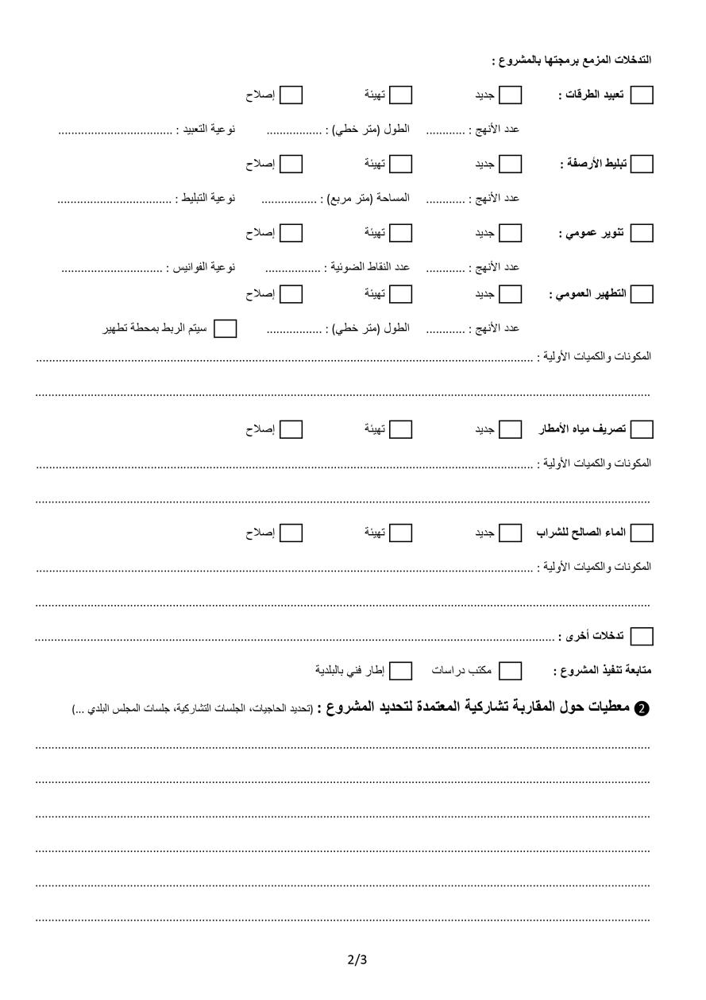 التدخلات المزمع برمجتها بالمشروع :
تعبيد الطرقات : جديد تهيئة إصلاح
عدد الأنهج : ............ الطول (متر خطي) : ................. نوعية التعبيد : ...................................
تبليط الأرصفة : جديد تهيئة إصلاح
عدد الأنهج : ............ المساحة (متر مربع) : ................. نوعية التبليط : ...................................
تنوير عمومي : جديد تهيئة إصلاح
عدد الأنهج : ............ عدد النقاط الضوئية : ................. نوعية الفوانيس : ...............................
التطهير العمومي : جديد تهيئة إصلاح
عدد الأنهج : ............ الطول (متر خطي) : ................. سيتم الربط بمحطة تطهير
المكونات والكميات الأولية : ........................................................................
........................................................................
تصريف مياه الأمطار جديد تهيئة إصلاح
المكونات والكميات الأولية : ........................................................................
........................................................................
الماء الصالح للشراب جديد تهيئة إصلاح
المكونات والكميات الأولية : ........................................................................
........................................................................
تدخلات أخرى : ........................................................................
متابعة تنفيذ المشروع : مكتب دراسات إطار فني بالبلدية
❷ معطيات حول المقاربة تشاركية المعتمدة لتحديد المشروع : (تحديد الحاجيات، الجلسات التشاركية، جلسات المجلس البلدي ...)
........................................................................
........................................................................
........................................................................
........................................................................
........................................................................
........................................................................
2/3